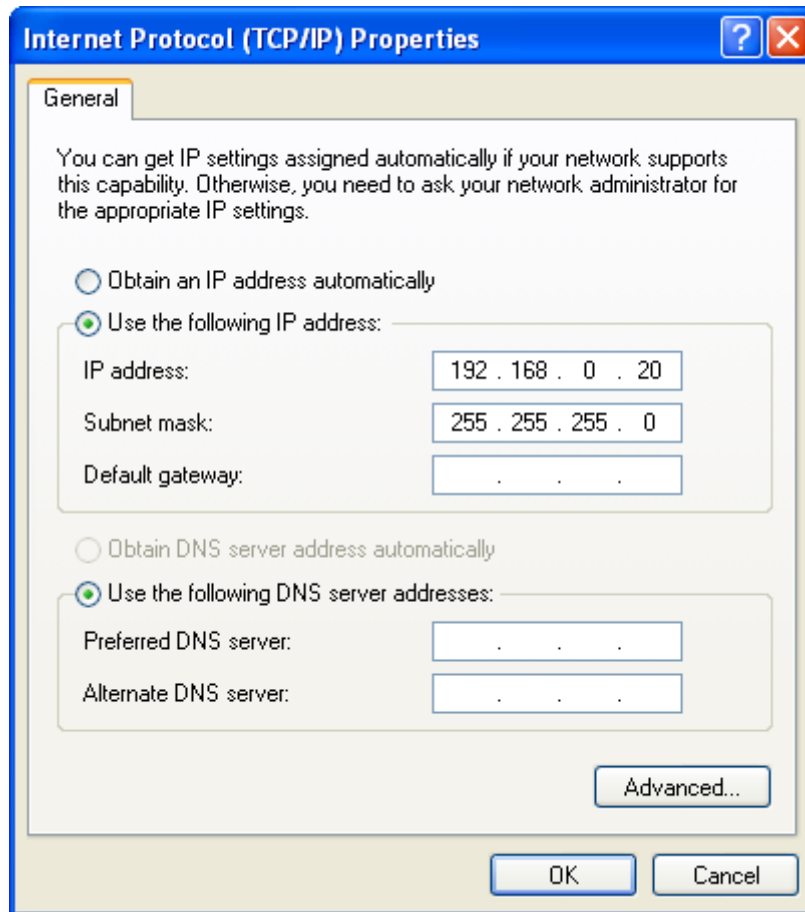 Internet Protocol (TCP/IP) Properties
General
You can get IP settings assigned automatically if your network supports
this capability. Otherwise, you need to ask your network administrator for
the appropriate IP settings.
Obtain an IP address automatically
Use the following IP address:
IP address: 192 . 168 . 0 . 20
Subnet mask: 255 . 255 . 255 . 0
Default gateway: . . .
Obtain DNS server address automatically
Use the following DNS server addresses:
Preferred DNS server: . . .
Alternate DNS server: . . .
Advanced...
OK Cancel